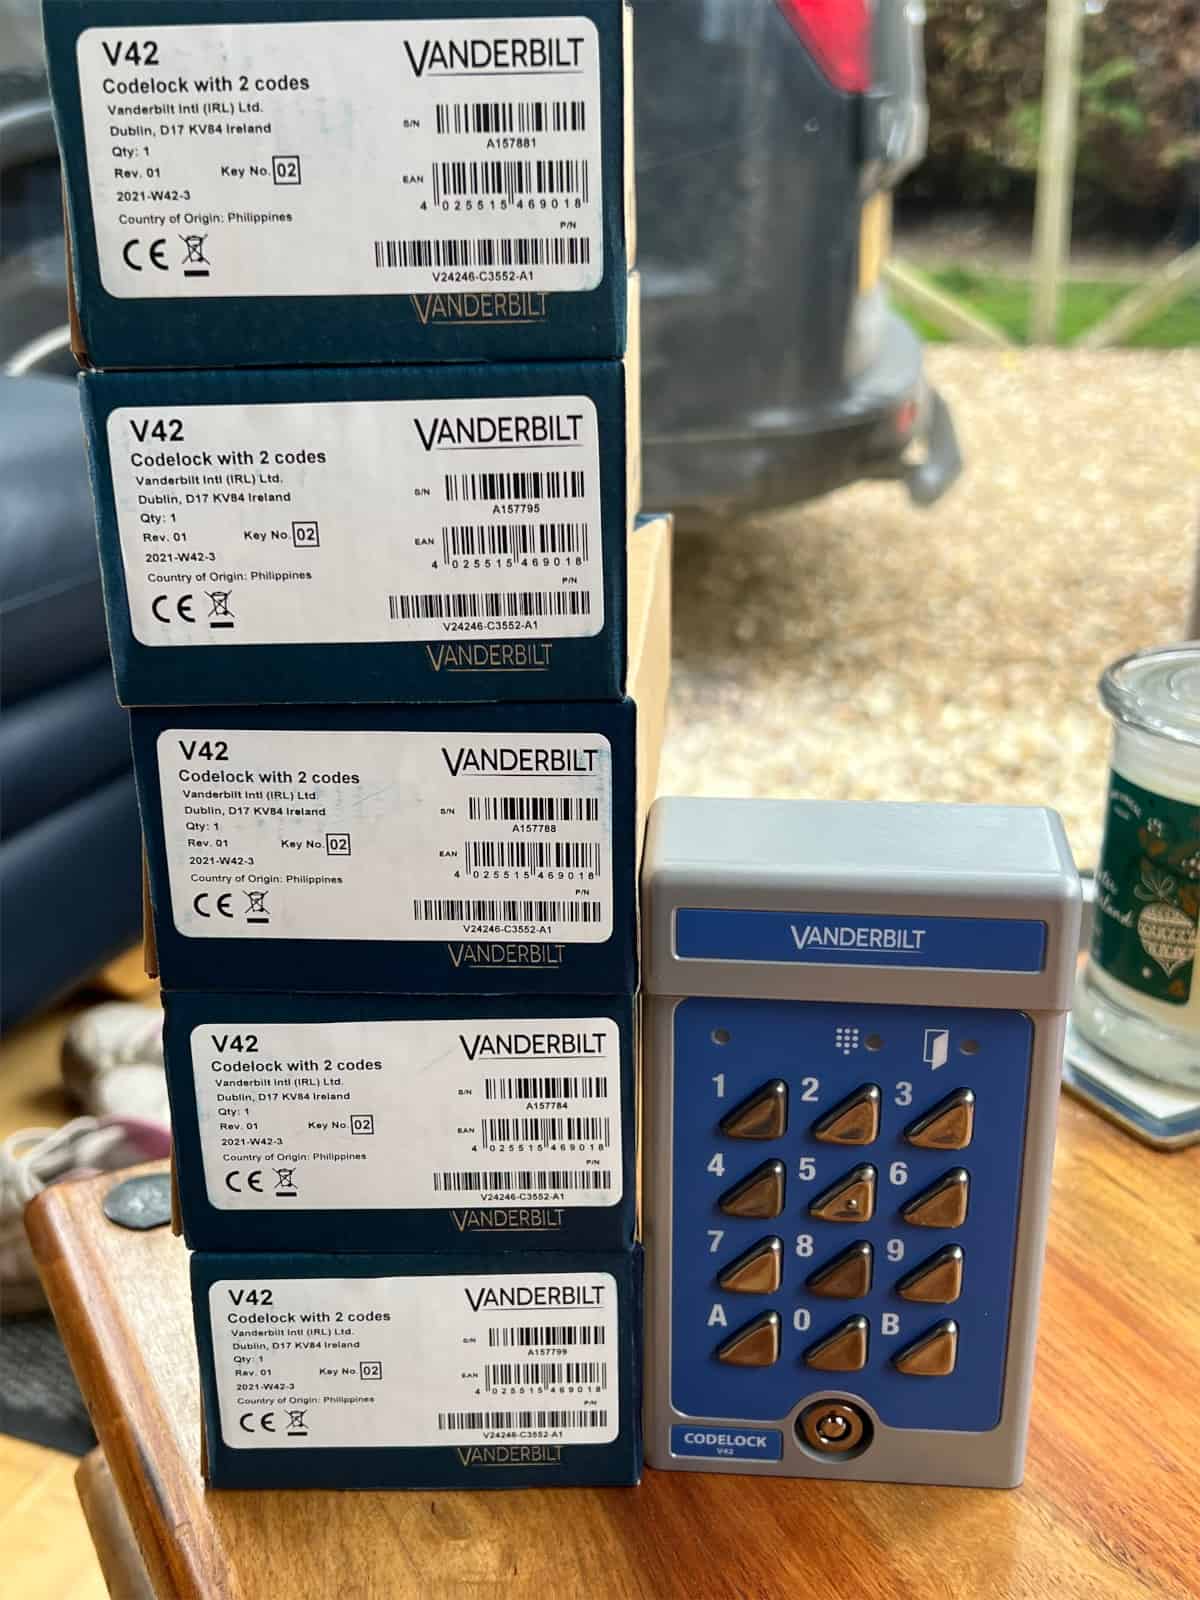 V42
VANDERBILT
Codelock with 2 codes
Vanderbilt Intl (IRL) Ltd.
Dublin, D17 KV84 Ireland
S/N
A157881
Qty: 1
Rev. 01 Key No. 02
EAN
4 025515 469018
2021-W42-3
P/N
Country of Origin: Philippines
CE
V24246-C3552-A1
VANDERBILT
V42
VANDERBILT
Codelock with 2 codes
Vanderbilt Intl (IRL) Ltd.
Dublin, D17 KV84 Ireland
S/N
A157795
Qty: 1
Rev. 01 Key No. 02
EAN
4 025515 469018
2021-W42-3
P/N
Country of Origin: Philippines
CE
V24246-C3552-A1
VANDERBILT
V42
VANDERBILT
Codelock with 2 codes
Vanderbilt Intl (IRL) Ltd.
Dublin, D17 KV84 Ireland
S/N
A157788
Qty: 1
Rev. 01 Key No. 02
EAN
4 025515 469018
2021-W42-3
P/N
Country of Origin: Philippines
CE
V24246-C3552-A1
VANDERBILT
V42
VANDERBILT
Codelock with 2 codes
Vanderbilt Intl (IRL) Ltd.
Dublin, D17 KV84 Ireland
S/N
A157784
Qty: 1
Rev. 01 Key No. 02
EAN
4 025515 469018
2021-W42-3
P/N
Country of Origin: Philippines
CE
V24246-C3552-A1
VANDERBILT
V42
VANDERBILT
Codelock with 2 codes
Vanderbilt Intl (IRL) Ltd.
Dublin, D17 KV84 Ireland
S/N
A157799
Qty: 1
Rev. 01 Key No. 02
EAN
4 025515 469018
2021-W42-3
P/N
Country of Origin: Philippines
CE
V24246-C3552-A1
VANDERBILT
VANDERBILT
1 2 3
4 5 6
7 8 9
A 0 B
CODELOCK
V42